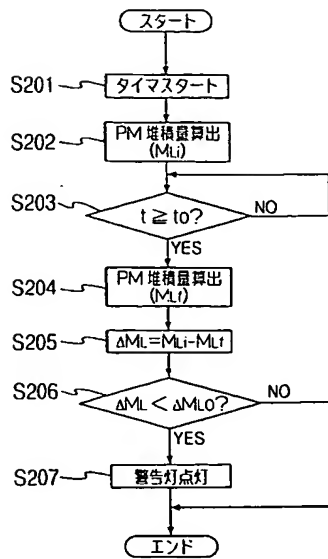 スタート
S201
タイマスタート
S202
PM 堆積量算出
(MLi)
S203
t ≧ to?
NO
YES
S204
PM 堆積量算出
(MLf)
S205
ΔML=MLi-MLf
S206
ΔML < ΔMLO?
NO
YES
S207
警告灯点灯
エンド